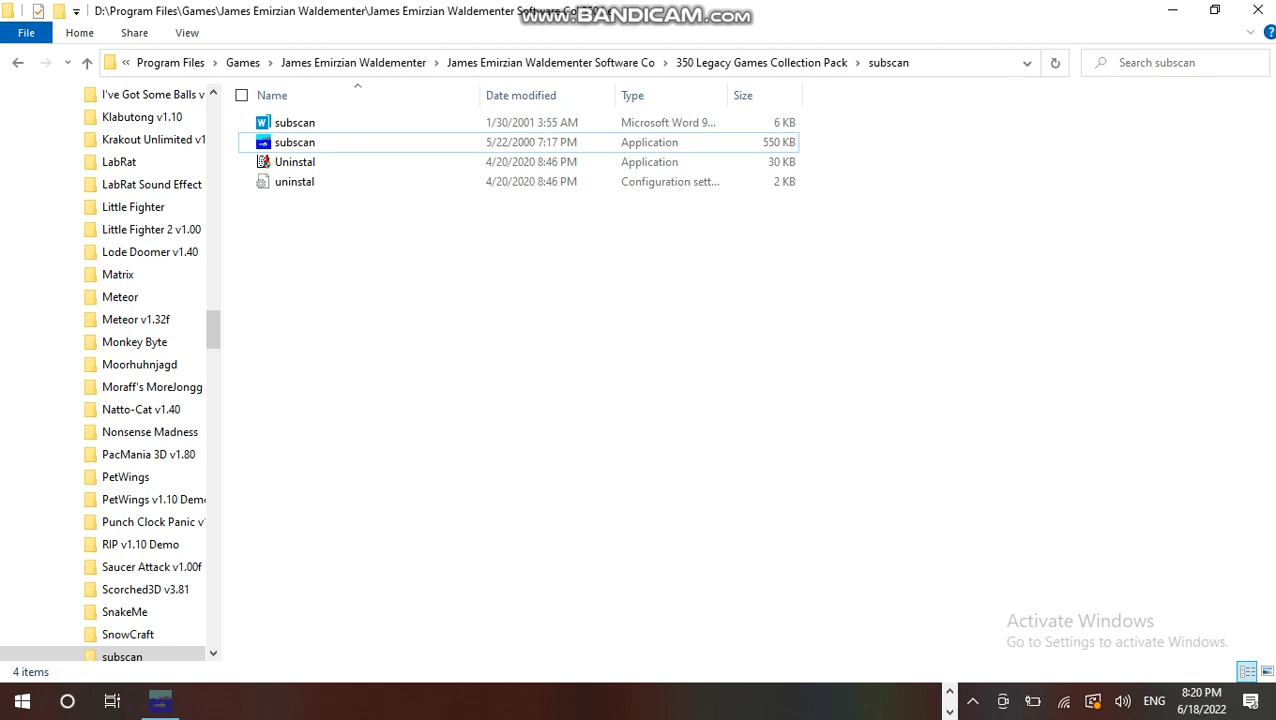 D:\Program Files\Games\James Emirzian Waldementer\James Emirzian Waldementer Software Co\350 Le
www.BANDICAM.com
File Home Share View
« Program Files > Games > James Emirzian Waldementer > James Emirzian Waldementer Software Co > 350 Legacy Games Collection Pack > subscan
Search subscan
Name Date modified Type Size
subscan 1/30/2001 3:55 AM Microsoft Word 9... 6 KB
subscan 5/22/2000 7:17 PM Application 550 KB
Uninstal 4/20/2020 8:46 PM Application 30 KB
uninstal 4/20/2020 8:46 PM Configuration sett... 2 KB
I've Got Some Balls v
Klabutong v1.10
Krakout Unlimited v1
LabRat
LabRat Sound Effect
Little Fighter
Little Fighter 2 v1.00
Lode Doomer v1.40
Matrix
Meteor
Meteor v1.32f
Monkey Byte
Moorhuhnjagd
Moraff's MoreJongg
Natto-Cat v1.40
Nonsense Madness
PacMania 3D v1.80
PetWings
PetWings v1.10 Demo
Punch Clock Panic v
RIP v1.10 Demo
Saucer Attack v1.00f
Scorched3D v3.81
SnakeMe
SnowCraft
subscan
Activate Windows
Go to Settings to activate Windows.
4 items
ENG
8:20 PM
6/18/2022